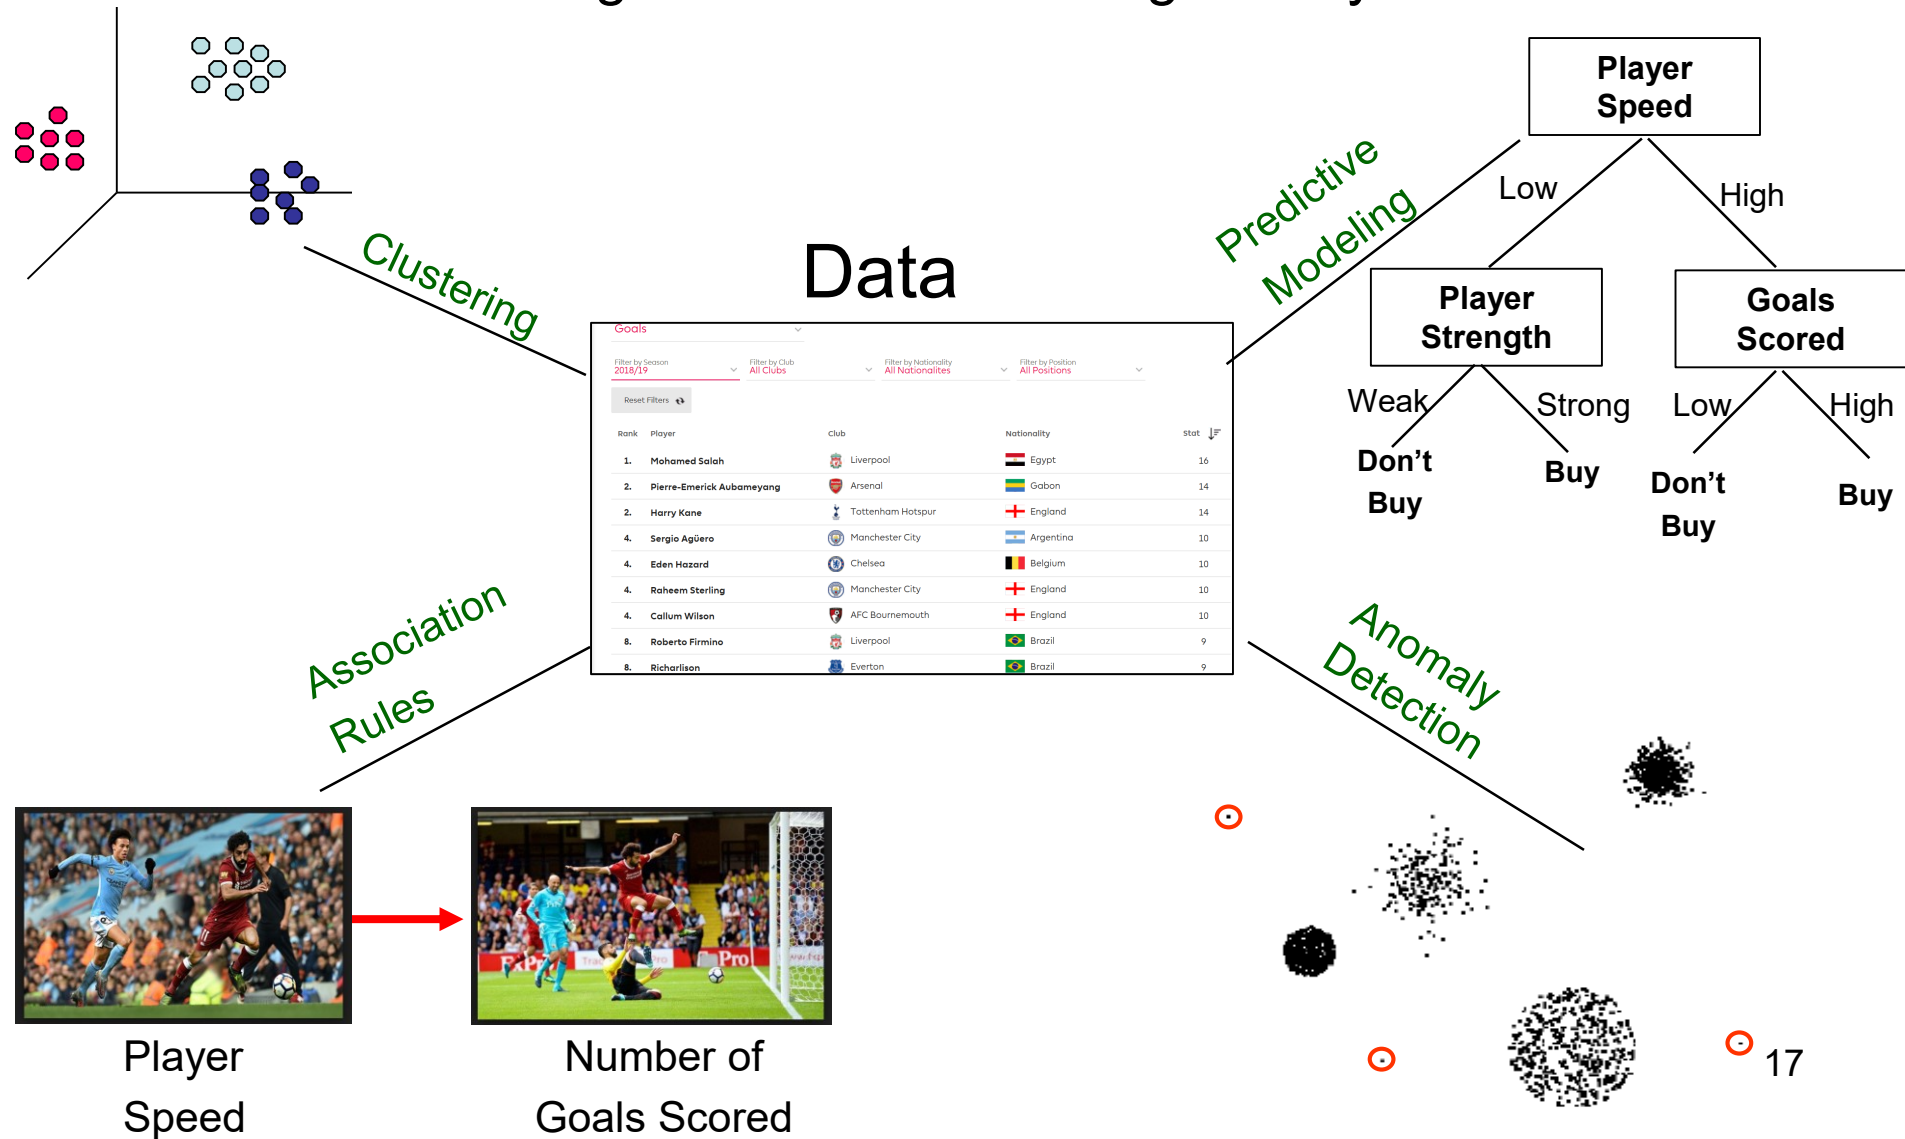 Clustering
Data
Predictive
Modeling
Player
Speed
Low
High
Player
Strength
Goals
Scored
Weak
Strong
Low
High
Don't
Buy
Buy
Don't
Buy
Buy
Goals
Filter by Season
2018/19
Filter by Club
All Clubs
Filter by Nationality
All Nationalites
Filter by Position
All Positions
Reset Filters
Rank Player Club Nationality Stat
1. Mohamed Salah Liverpool Egypt 16
2. Pierre-Emerick Aubameyang Arsenal Gabon 14
2. Harry Kane Tottenham Hotspur England 14
4. Sergio Agüero Manchester City Argentina 10
4. Eden Hazard Chelsea Belgium 10
4. Raheem Sterling Manchester City England 10
4. Callum Wilson AFC Bournemouth England 10
8. Roberto Firmino Liverpool Brazil 9
8. Richarlison Everton Brazil 9
Association
Rules
Anomaly
Detection
Player
Speed
Number of
Goals Scored
17